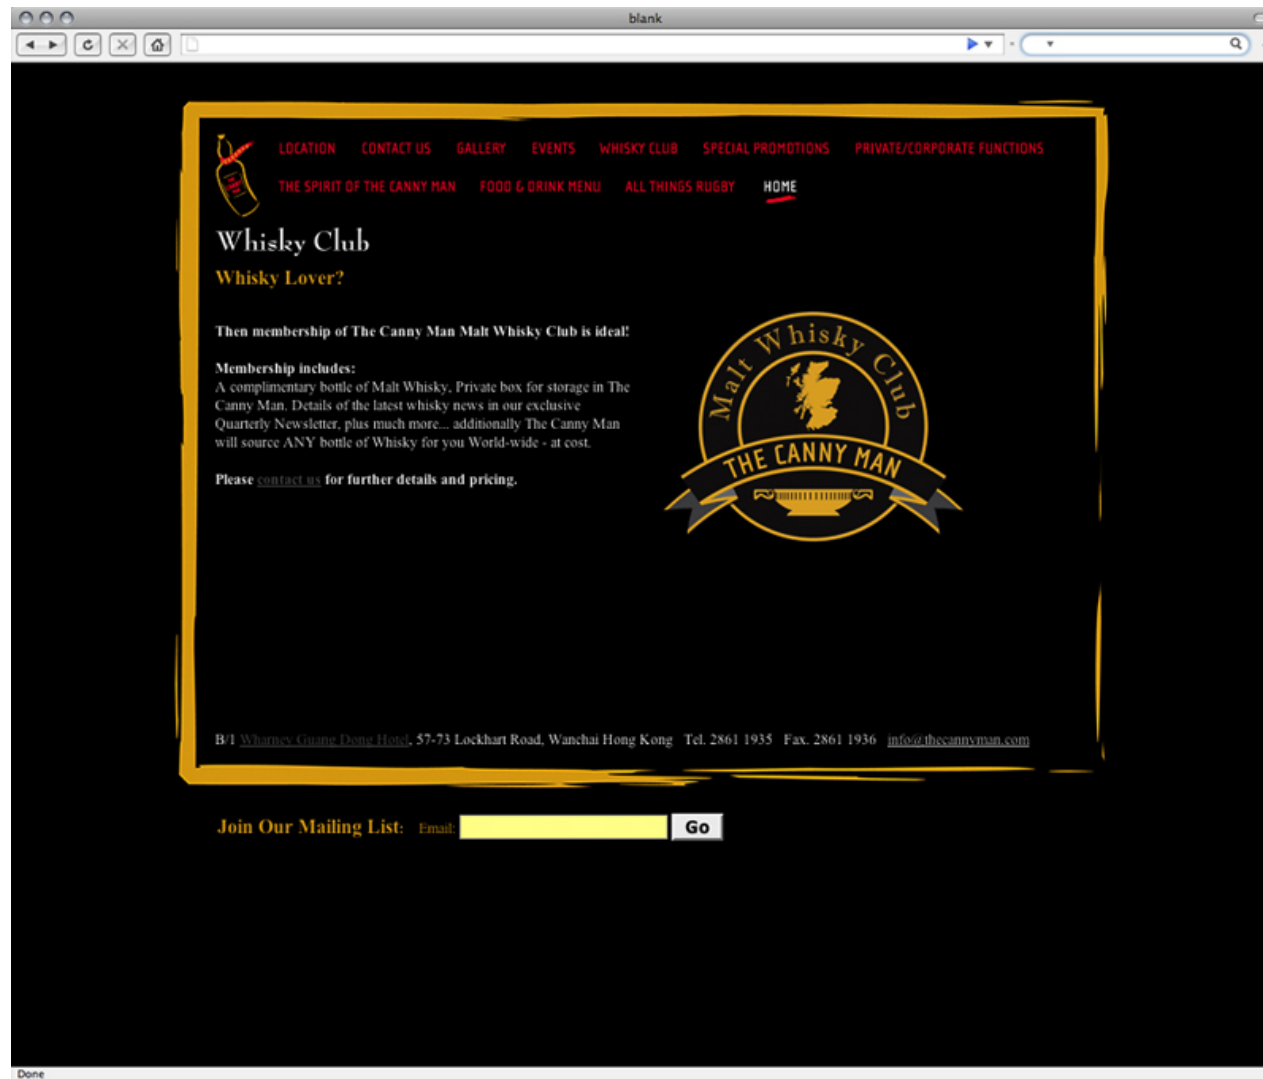 blank
LOCATION CONTACT US GALLERY EVENTS WHISKY CLUB SPECIAL PROMOTIONS PRIVATE/CORPORATE FUNCTIONS
THE SPIRIT OF THE CANNY MAN FOOD & DRINK MENU ALL THINGS RUGBY HOME
Whisky Club
Whisky Lover?
Then membership of The Canny Man Malt Whisky Club is ideal!
Membership includes:
A complimentary bottle of Malt Whisky, Private box for storage in The
Canny Man. Details of the latest whisky news in our exclusive
Quarterly Newsletter, plus much more... additionally The Canny Man
will source ANY bottle of Whisky for you World-wide - at cost.
Please contact us for further details and pricing.
Malt Whisky Club
THE CANNY MAN
B/1 Wharney Guang Dong Hotel, 57-73 Lockhart Road, Wanchai Hong Kong Tel. 2861 1935 Fax. 2861 1936 info@thecannyman.com
Join Our Mailing List: Email: Go
Done